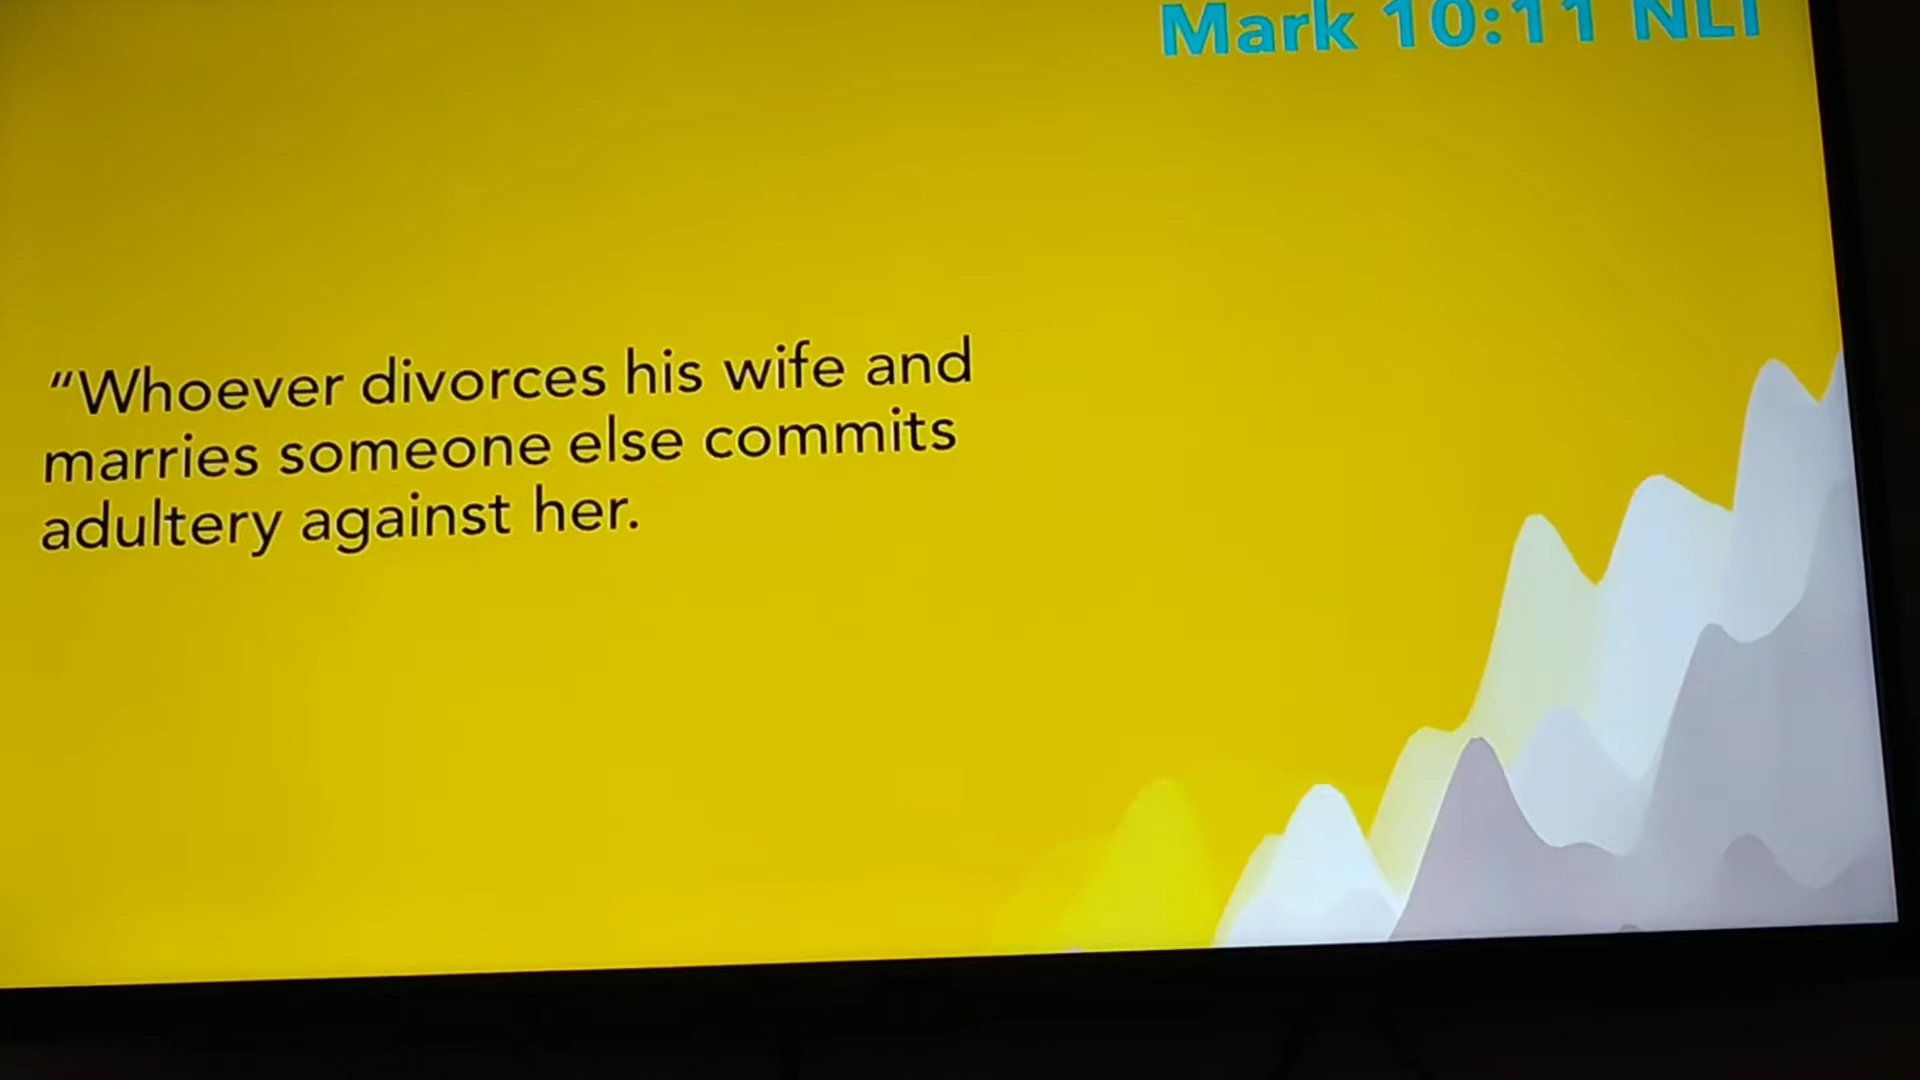 Mark 10:11 NLT
“Whoever divorces his wife and
marries someone else commits
adultery against her.